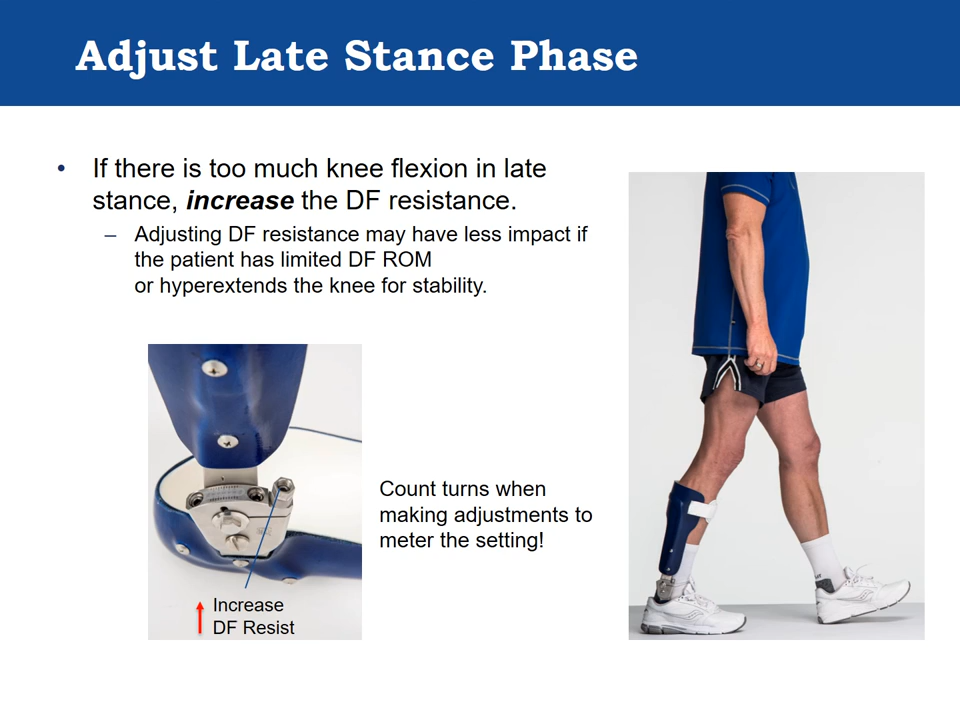 Adjust Late Stance Phase
• If there is too much knee flexion in late
stance, increase the DF resistance.
– Adjusting DF resistance may have less impact if
the patient has limited DF ROM
or hyperextends the knee for stability.
Count turns when
making adjustments to
meter the setting!
Increase
DF Resist